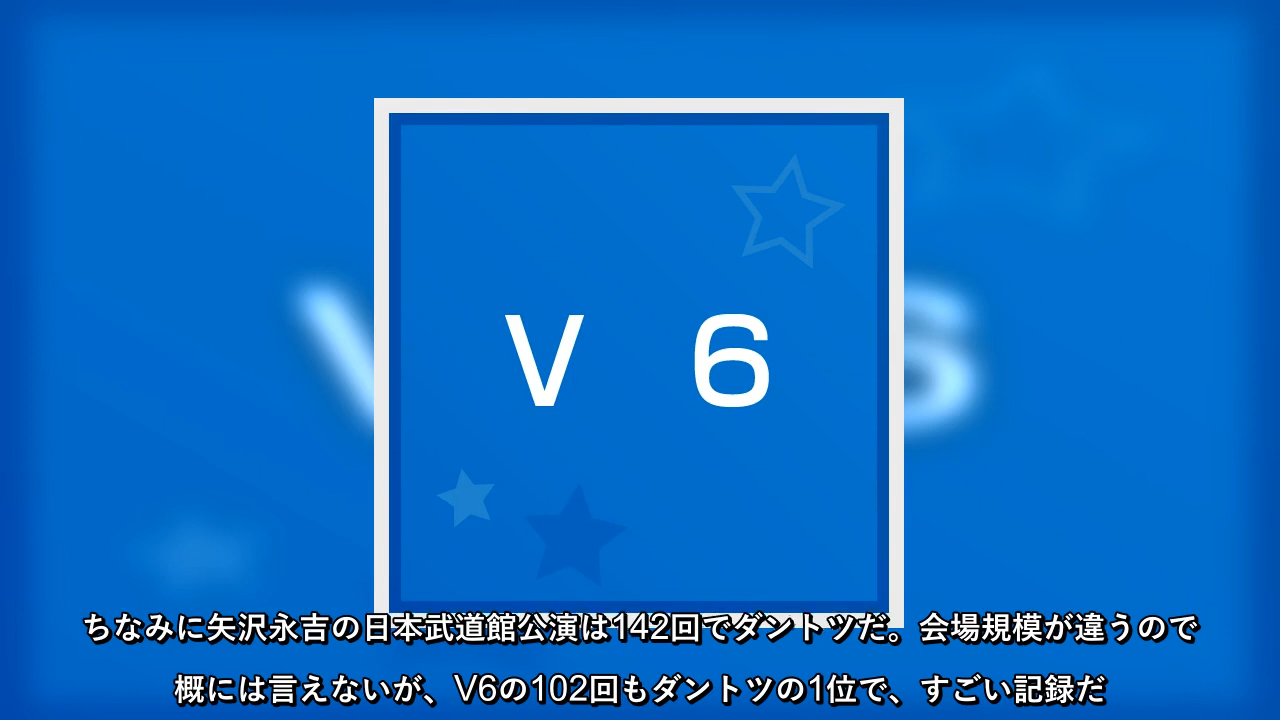 V 6
ちなみに矢沢永吉の日本武道館公演は142回でダントツだ。会場規模が違うので
概には言えないが、V6の102回もダントツの1位で、すごい記録だ